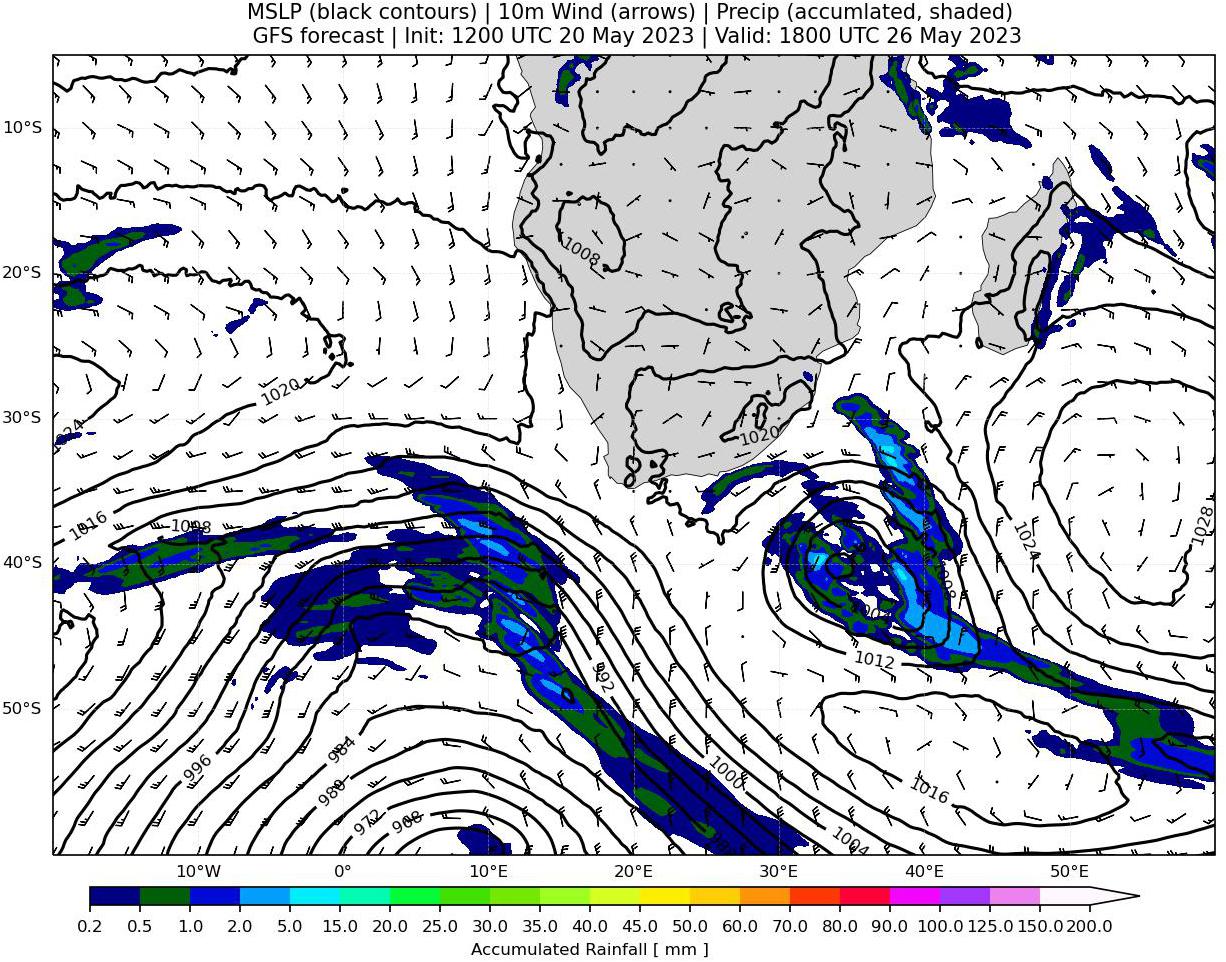 MSLP (black contours) | 10m Wind (arrows) | Precip (accumlated, shaded)
GFS forecast | Init: 1200 UTC 20 May 2023 | Valid: 1800 UTC 26 May 2023
10°S
1008
20°S
1020
30°S
1020
1016
1008
1024
1028
40°S
1012
992
50°S
984
996
1000
980
1016
972
908
1004
10°W
0°
10°E
20°E
30°E
40°E
50°E
0.2 0.5 1.0 2.0 5.0 10.0 15.0 20.0 25.0 30.0 35.0 40.0 45.0 50.0 60.0 70.0 80.0 90.0 100.0 125.0 150.0 200.0
Accumulated Rainfall [ mm ]